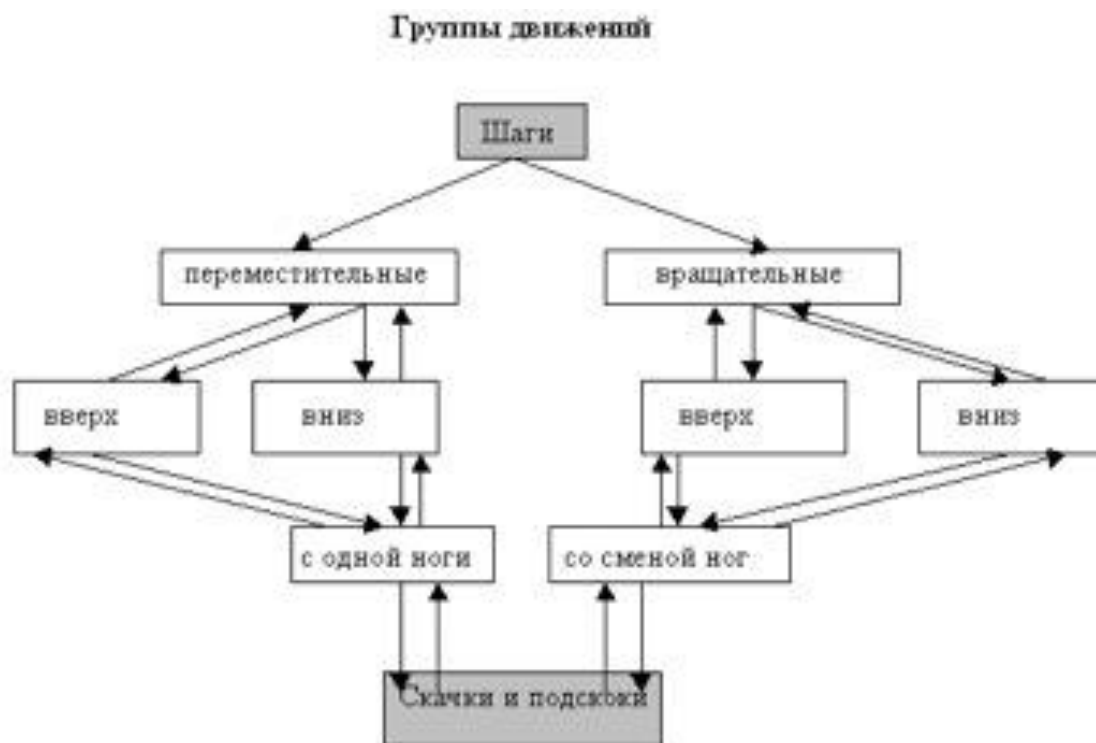 Группы движений
Шаги
переместительные
вращательные
вверх
вниз
вверх
вниз
с одной ноги
со сменой ног
Скачки и подскоки